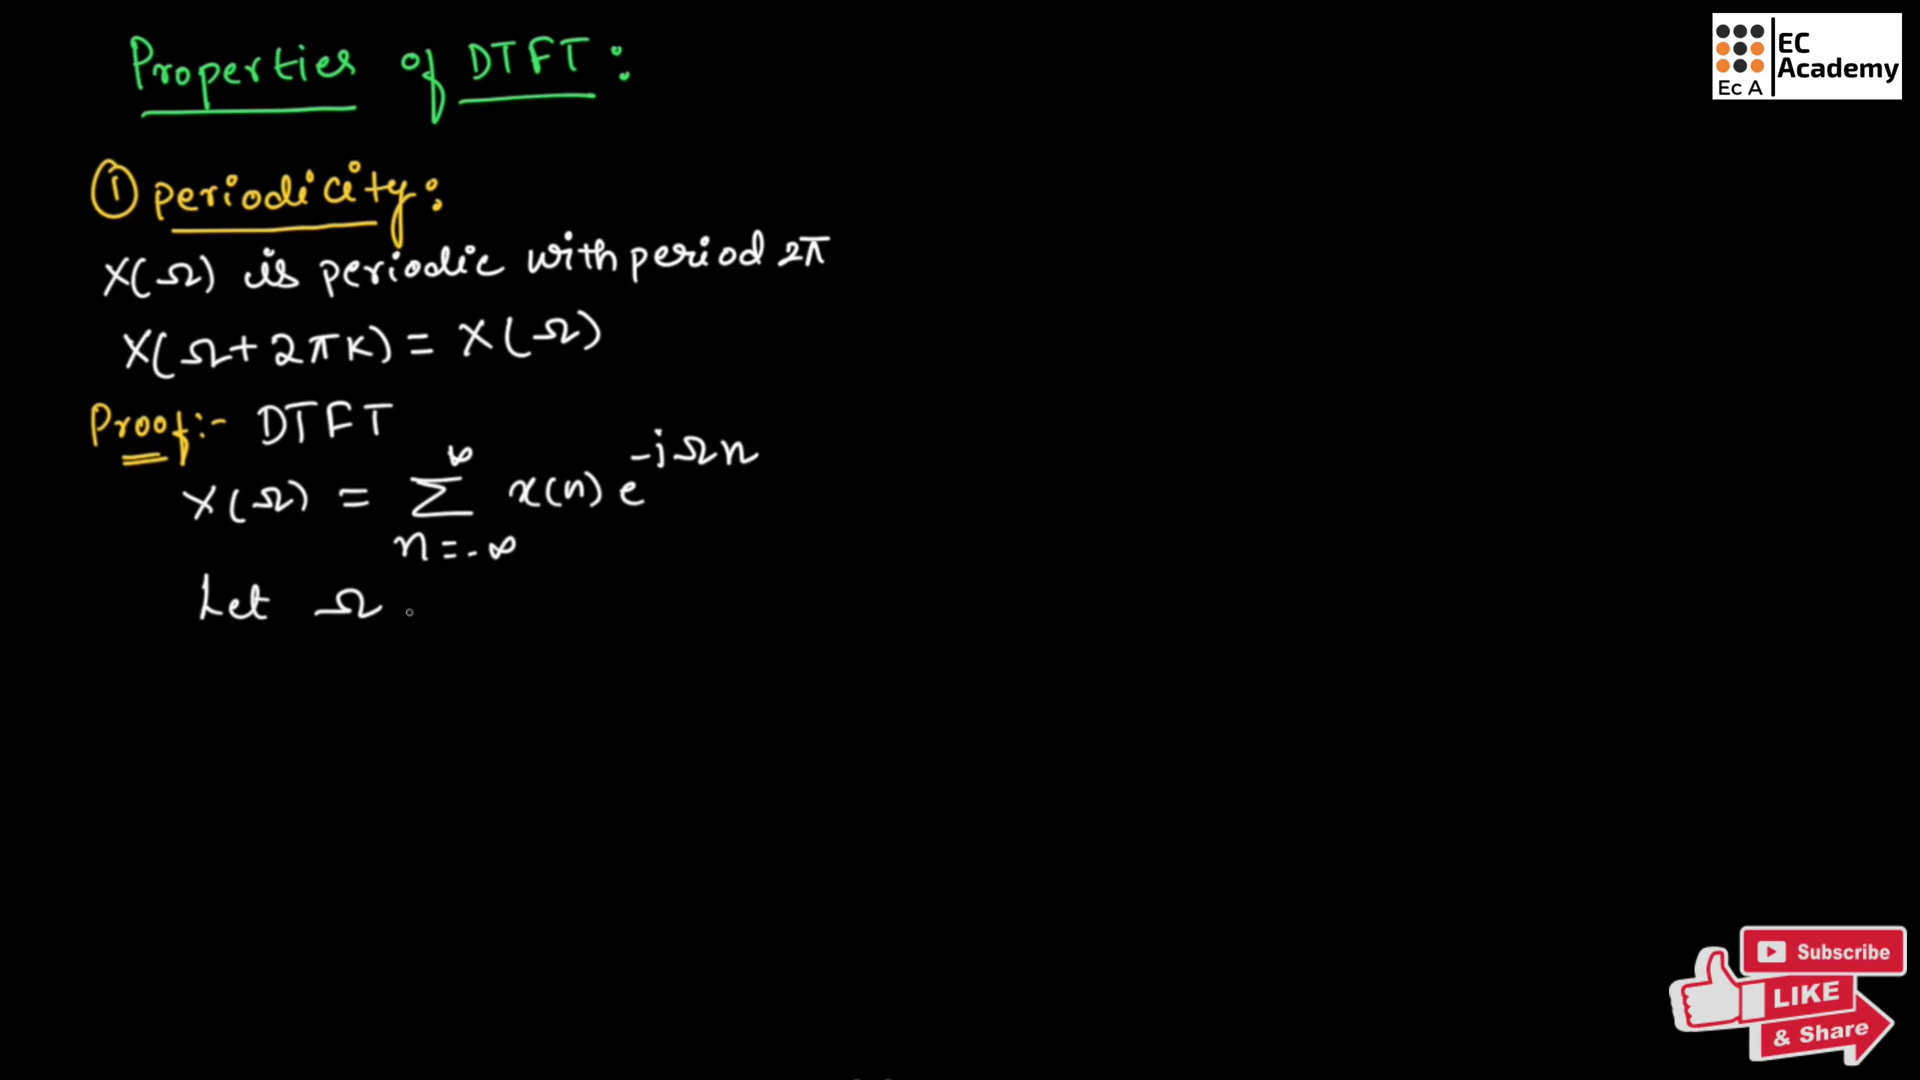 Properties of DTFT:
EC
Academy
Ec A
① periodicity:
X(Ω) is periodic with period 2π
X(Ω+2πK) = X(Ω)
Proof:- DTFT
X(Ω) = ∑_{n=-∞}^{∞} x(n) e^{-jΩn}
Let Ω
Subscribe
LIKE
& Share